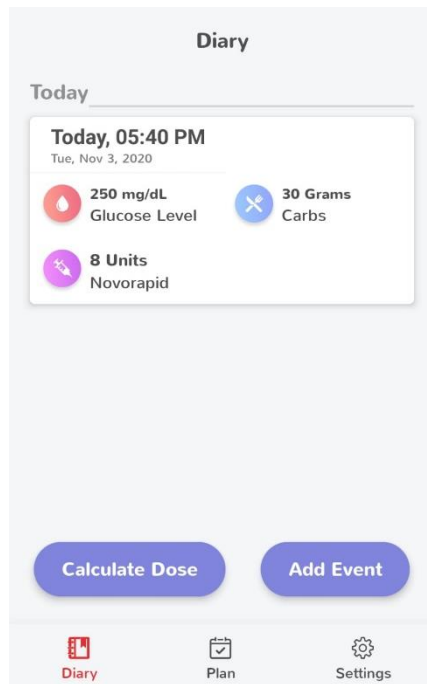 Diary
Today
Today, 05:40 PM
Tue, Nov 3, 2020
250 mg/dL
Glucose Level
30 Grams
Carbs
8 Units
Novorapid
Calculate Dose
Add Event
Diary
Plan
Settings